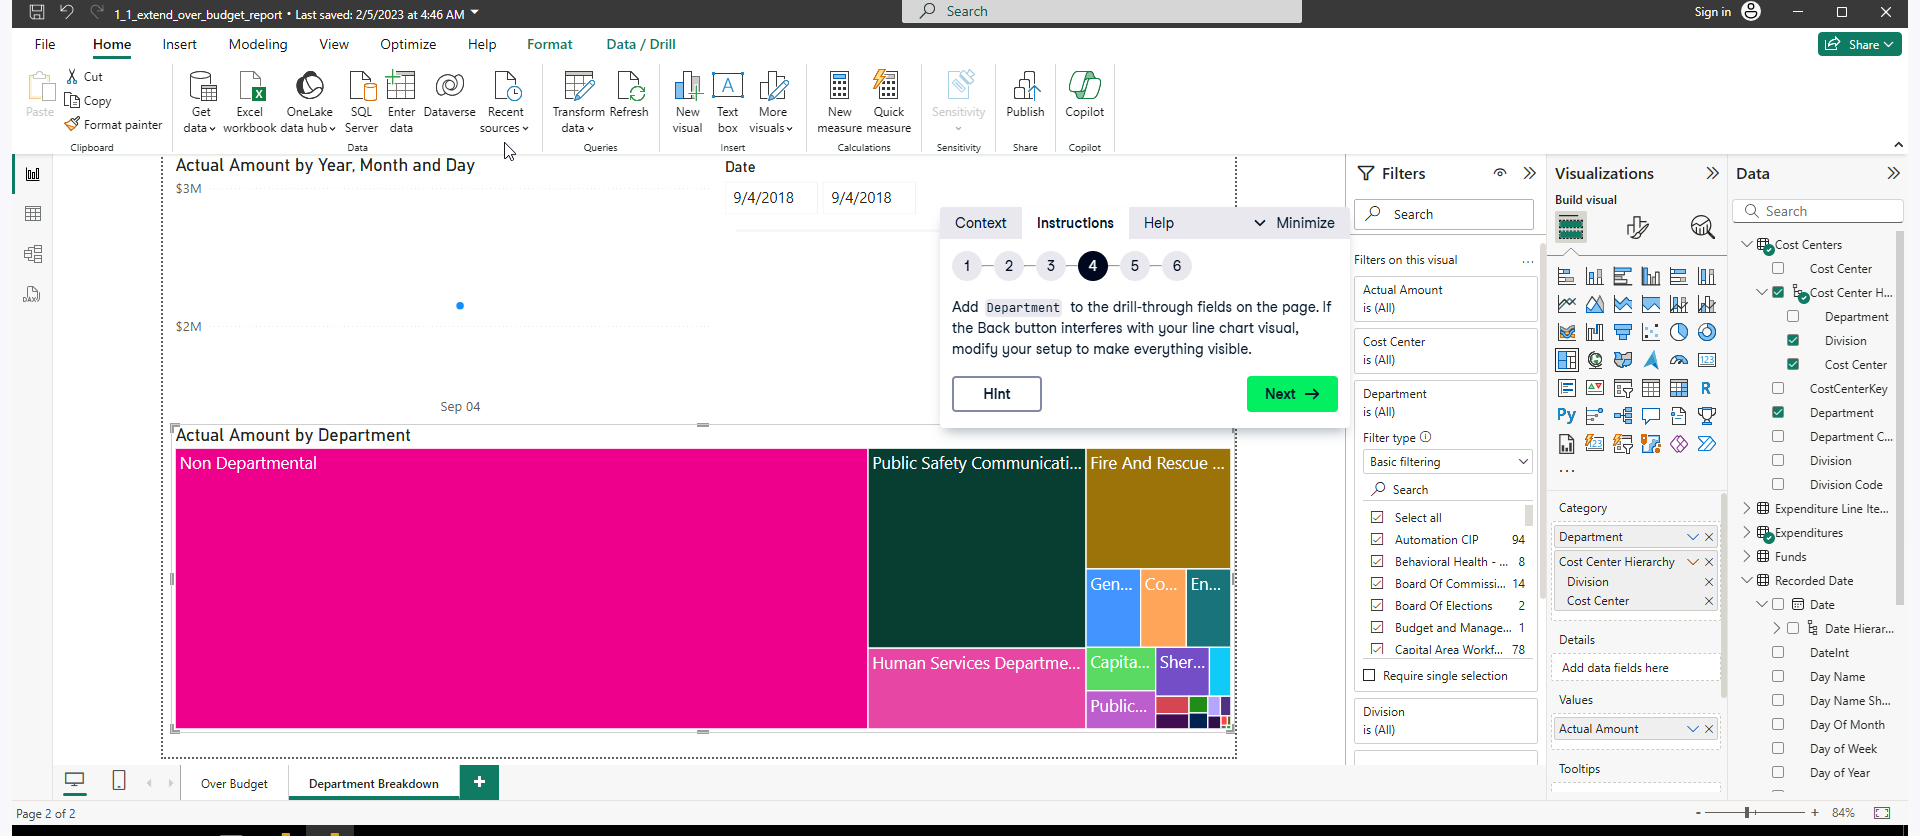 1_1_extend_over_budget_report • Last saved: 2/5/2023 at 4:46 AM
Search
Sign in
File
Home
Insert
Modeling
View
Optimize
Help
Format
Data / Drill
Share
Paste
Cut
Copy
Format painter
Clipboard
Get data
Excel workbook
OneLake data hub
SQL Server
Enter data
Dataverse
Recent sources
Data
Transform data
Refresh
Queries
New visual
Text box
More visuals
Insert
New measure
Quick measure
Calculations
Sensitivity
Sensitivity
Publish
Share
Copilot
Copilot
Actual Amount by Year, Month and Day
$3M
$2M
Sep 04
Date
9/4/2018
9/4/2018
Context
Instructions
Help
Minimize
1
2
3
4
5
6
Add Department to the drill-through fields on the page. If
the Back button interferes with your line chart visual,
modify your setup to make everything visible.
Hint
Next
Actual Amount by Department
Non Departmental
Public Safety Communicati...
Fire And Rescue ...
Gen...
Co...
En...
Human Services Departme...
Capita...
Sher...
Public...
Filters
Search
Filters on this visual
...
Actual Amount
is (All)
Cost Center
is (All)
Department
is (All)
Filter type
Basic filtering
Search
Select all
Automation CIP 94
Behavioral Health - ... 8
Board Of Commissi... 14
Board Of Elections 2
Budget and Manage... 1
Capital Area Workf... 78
Require single selection
Division
is (All)
Visualizations
Build visual
123
R
Py
123
...
Category
Department
Cost Center Hierarchy
Division
Cost Center
Details
Add data fields here
Values
Actual Amount
Tooltips
Data
Search
Cost Centers
Cost Center
Cost Center H...
Department
Division
Cost Center
CostCenterKey
Department
Department C...
Division
Division Code
Expenditure Line Ite...
Expenditures
Funds
Recorded Date
Date
Date Hierar...
DateInt
Day Name
Day Name Sh...
Day Of Month
Day of Week
Day of Year
Over Budget
Department Breakdown
+
Page 2 of 2
- + 84%